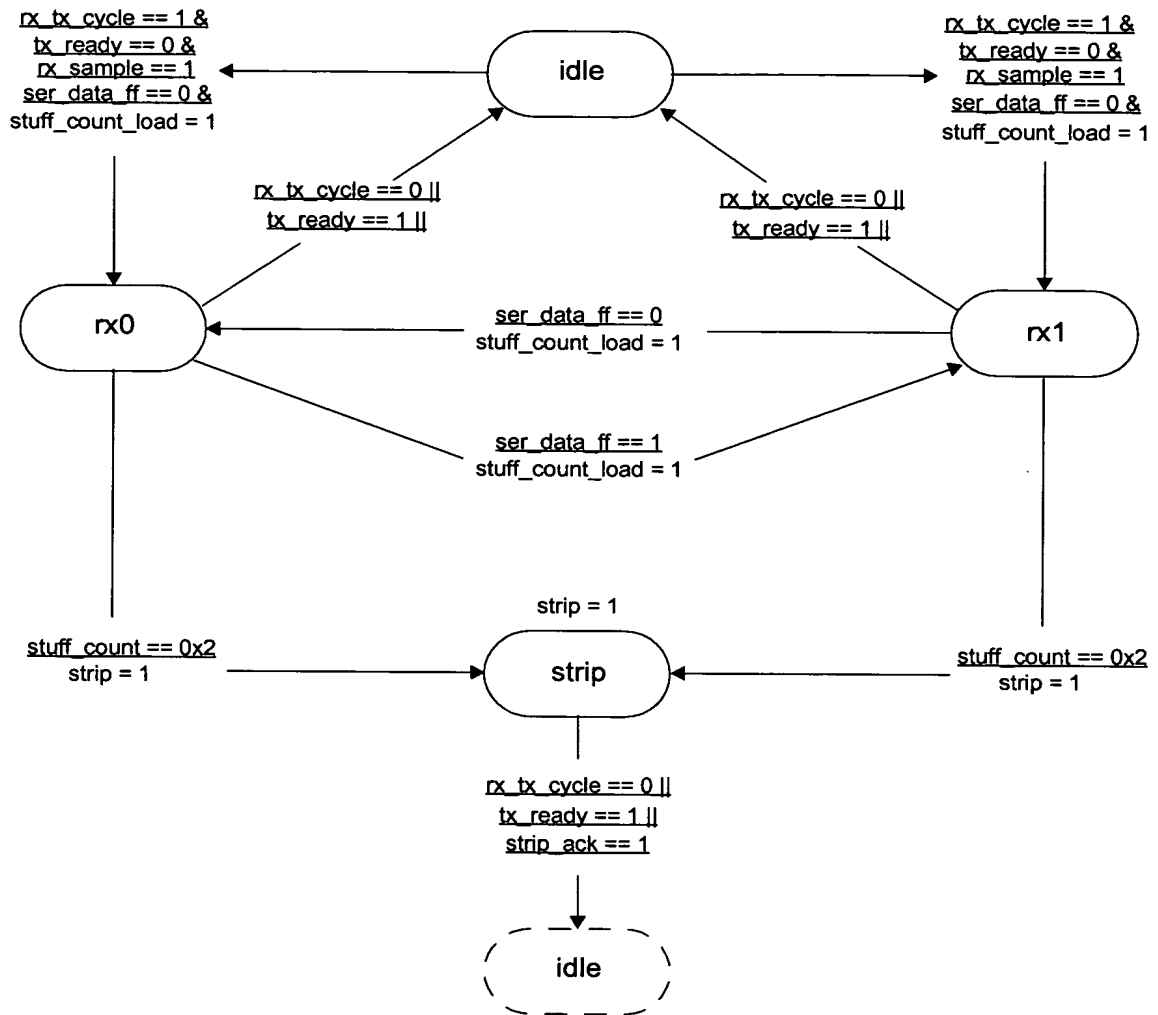 rx_tx_cycle == 1 &
tx_ready == 0 &
rx_sample == 1
ser_data_ff == 0 &
stuff_count_load = 1
idle
rx_tx_cycle == 1 &
tx_ready == 0 &
rx_sample == 1
ser_data_ff == 0 &
stuff_count_load = 1
rx_tx_cycle == 0 ||
tx_ready == 1 ||
rx_tx_cycle == 0 ||
tx_ready == 1 ||
rx0
ser_data_ff == 0
stuff_count_load = 1
rx1
ser_data_ff == 1
stuff_count_load = 1
strip = 1
stuff_count == 0x2
strip = 1
strip
stuff_count == 0x2
strip = 1
rx_tx_cycle == 0 ||
tx_ready == 1 ||
strip_ack == 1
idle